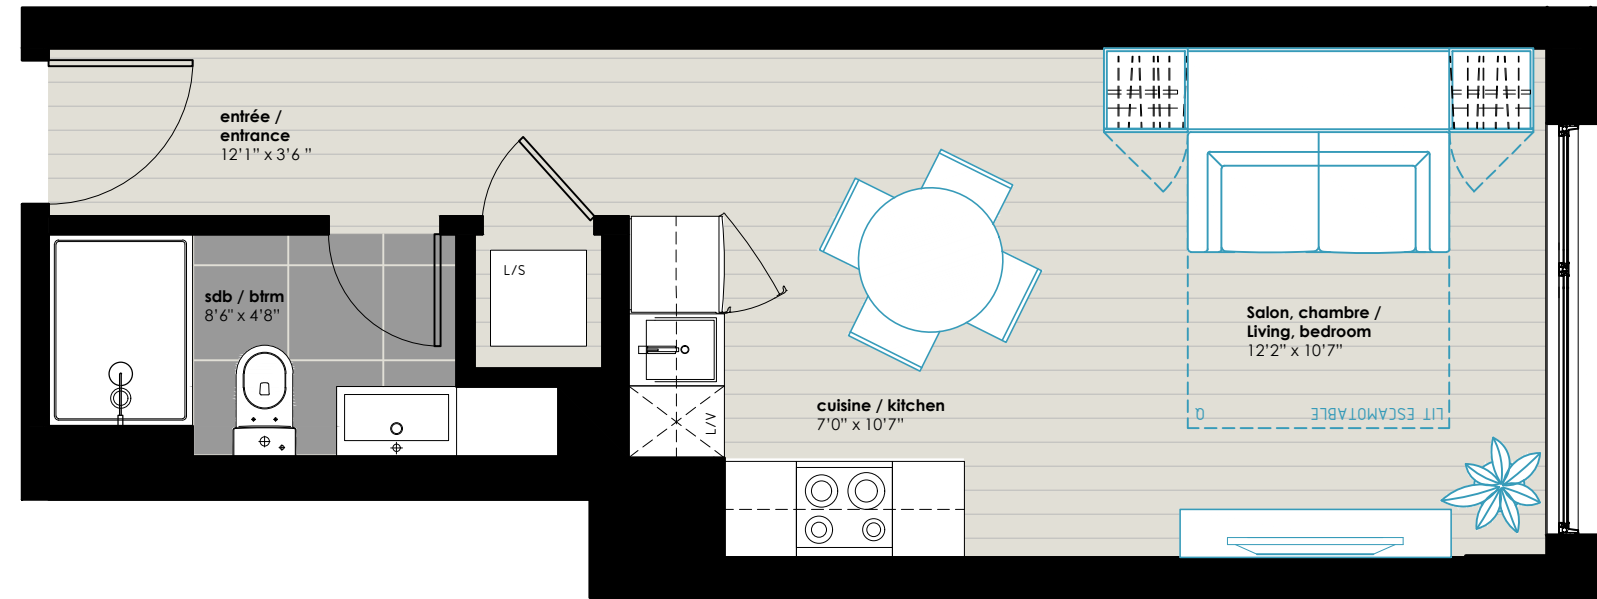 entrée /
entrance
12’1” x 3’6 ”
L/S
sdb / btrm
8’6” x 4’8”
L/V
cuisine / kitchen
7’0” x 10’7”
Salon, chambre /
Living, bedroom
12’2” x 10’7”
LIT ESCAMOTABLE Q